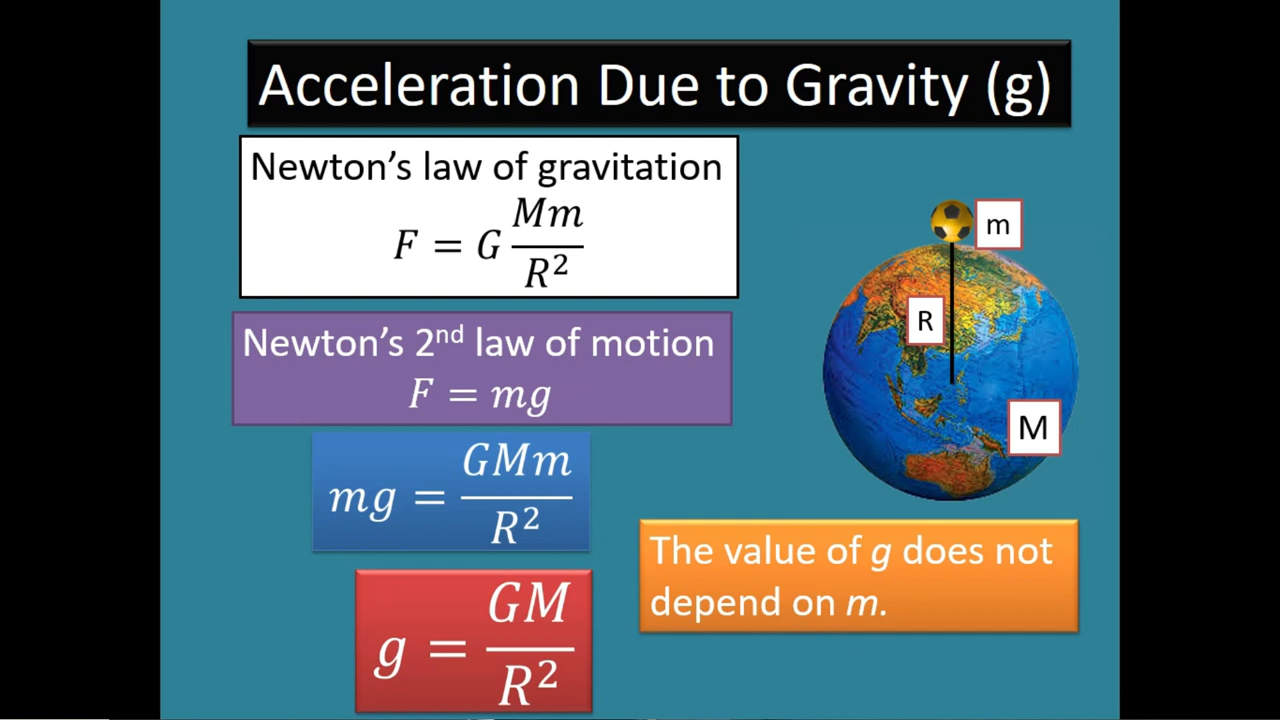 Acceleration Due to Gravity (g)
Newton’s law of gravitation
F = G Mm/R²
Newton’s 2ⁿᵈ law of motion
F = mg
mg = GMm/R²
g = GM/R²
m
R
M
The value of g does not
depend on m.